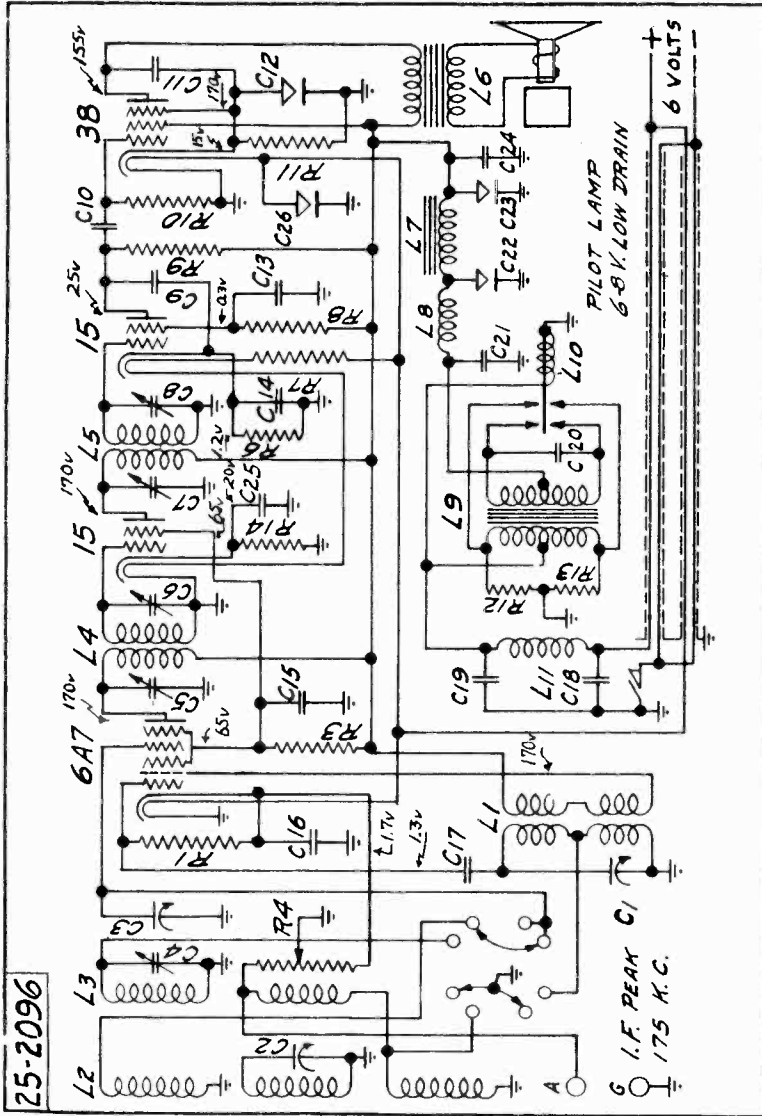 25-2096
L2
L3
C3
C4
C2
R4
A
G
I.F. PEAK
175 K.C.
C1
6A7
170v
R1
C16
1.7v
1.3v
C17
L1
170v
65v
C5
L4
C6
C15
R3
15
170v
65v
20v
C25
R14
C7
L5
C8
1.2v
R6
C14
R7
15
25v
0.3v
C9
R9
C13
R8
C10
R10
38
155v
C11
170v
15v
C12
R11
C26
L6
L7
L8
C24
C23
C22
C21
L10
C20
L9
R12
R13
C19
L11
C18
PILOT LAMP
6-8 V. LOW DRAIN
+
6 VOLTS
-